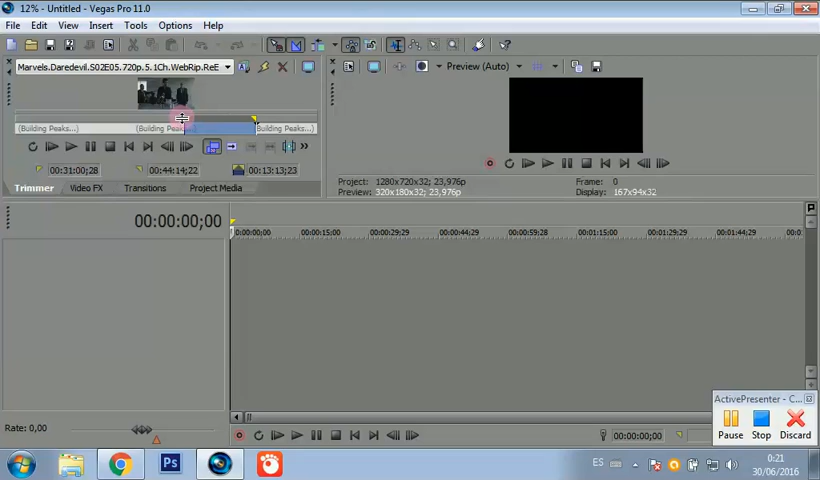 12% - Untitled - Vegas Pro 11.0
File Edit View Insert Tools Options Help
Marvels.Daredevil.S02E05.720p.5.1Ch.WebRip.ReE
Preview (Auto)
(Building Peaks...) (Building Peak (Building Peaks...)
00:31:00;28 00:44:14;22 00:13:13;23
Project: 1280x720x32; 23,976p Frame: 0
Preview: 320x180x32; 23,976p Display: 167x94x32
Trimmer Video FX Transitions Project Media
00:00:00;00
0:00:00;00 00:00:15;00 00:00:29;29 00:00:44;29 00:00:59;28 00:01:15;00 00:01:29;29 00:01:44;29 00:0
ActivePresenter - C...
Pause Stop Discard
Rate: 0,00
00:00:00;00
Ps
ES
0:21
30/06/2016